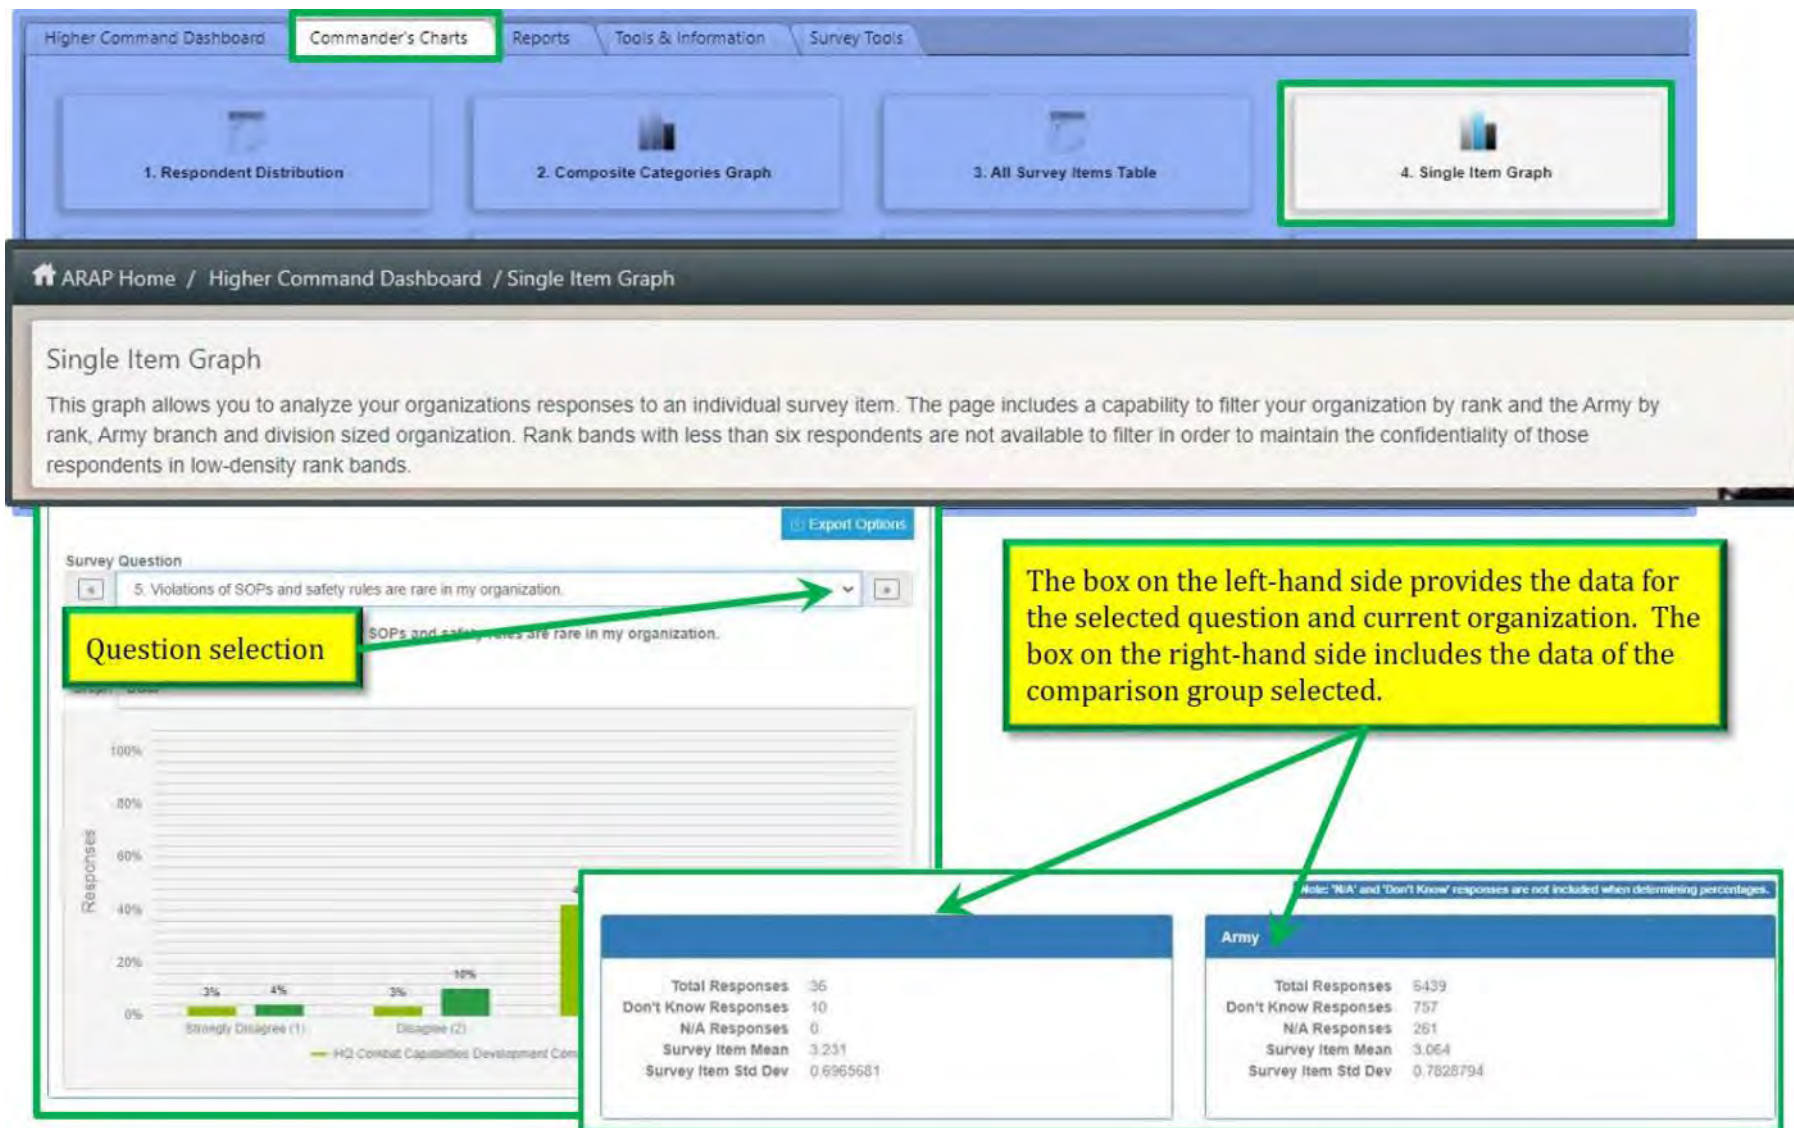 Higher Command Dashboard
Commander's Charts
Reports
Tools & Information
Survey Tools
1. Respondent Distribution
2. Composite Categories Graph
3. All Survey Items Table
4. Single Item Graph
ARAP Home / Higher Command Dashboard / Single Item Graph
Single Item Graph
This graph allows you to analyze your organizations responses to an individual survey item. The page includes a capability to filter your organization by rank and the Army by
rank, Army branch and division sized organization. Rank bands with less than six respondents are not available to filter in order to maintain the confidentiality of those
respondents in low-density rank bands.
Export Options
Survey Question
5. Violations of SOPs and safety rules are rare in my organization.
SOPs and safety rules are rare in my organization.
Question selection
The box on the left-hand side provides the data for
the selected question and current organization. The
box on the right-hand side includes the data of the
comparison group selected.
Responses
100%
80%
60%
40%
20%
0%
3%
4%
3%
10%
Strongly Disagree (1)
Disagree (2)
HQ Combat Capabilities Development Com
Note: 'N/A' and 'Don't Know' responses are not included when determining percentages.
Total Responses 36
Don't Know Responses 10
N/A Responses 0
Survey Item Mean 3.231
Survey Item Std Dev 0.6965681
Army
Total Responses 6439
Don't Know Responses 757
N/A Responses 261
Survey Item Mean 3.064
Survey Item Std Dev 0.7828794